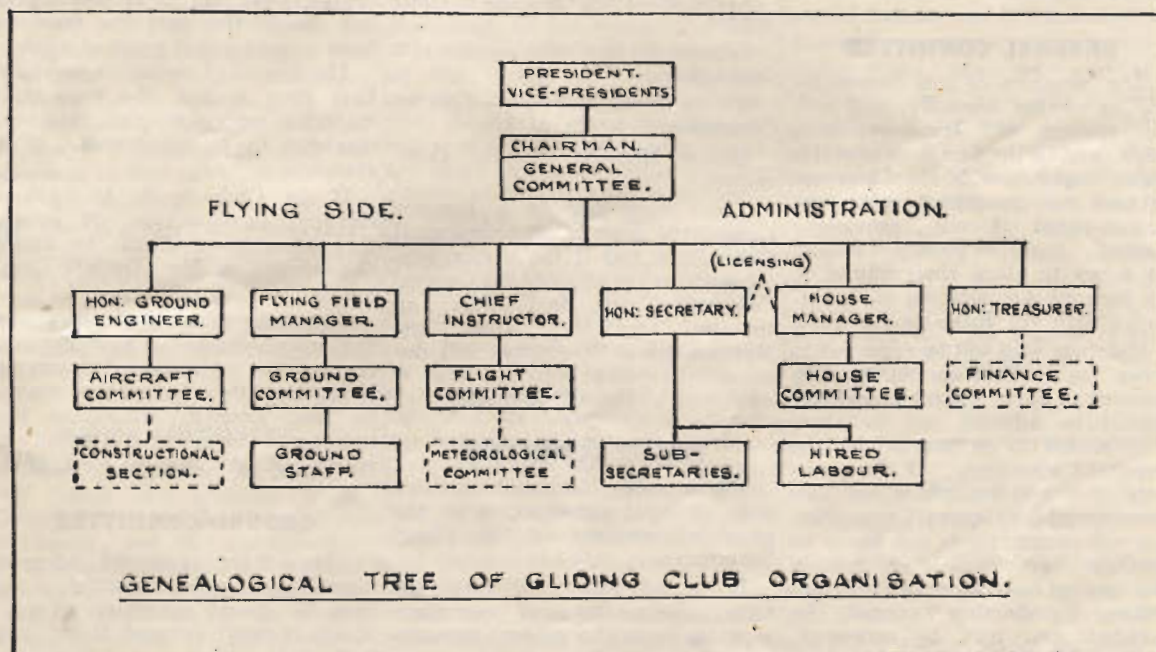 PRESIDENT.
VICE-PRESIDENTS
CHAIRMAN.
GENERAL
COMMITTEE.
FLYING SIDE.
ADMINISTRATION.
(LICENSING)
HON: GROUND
ENGINEER.
FLYING FIELD
MANAGER.
CHIEF
INSTRUCTOR.
HON: SECRETARY.
HOUSE
MANAGER.
HON: TREASURER.
AIRCRAFT
COMMITTEE.
GROUND
COMMITTEE.
FLIGHT
COMMITTEE.
HOUSE
COMMITTEE.
FINANCE
COMMITTEE.
CONSTRUCTIONAL
SECTION.
GROUND
STAFF.
METEOROLOGICAL
COMMITTEE
SUB-
SECRETARIES.
HIRED
LABOUR.
GENEALOGICAL TREE OF GLIDING CLUB ORGANISATION.